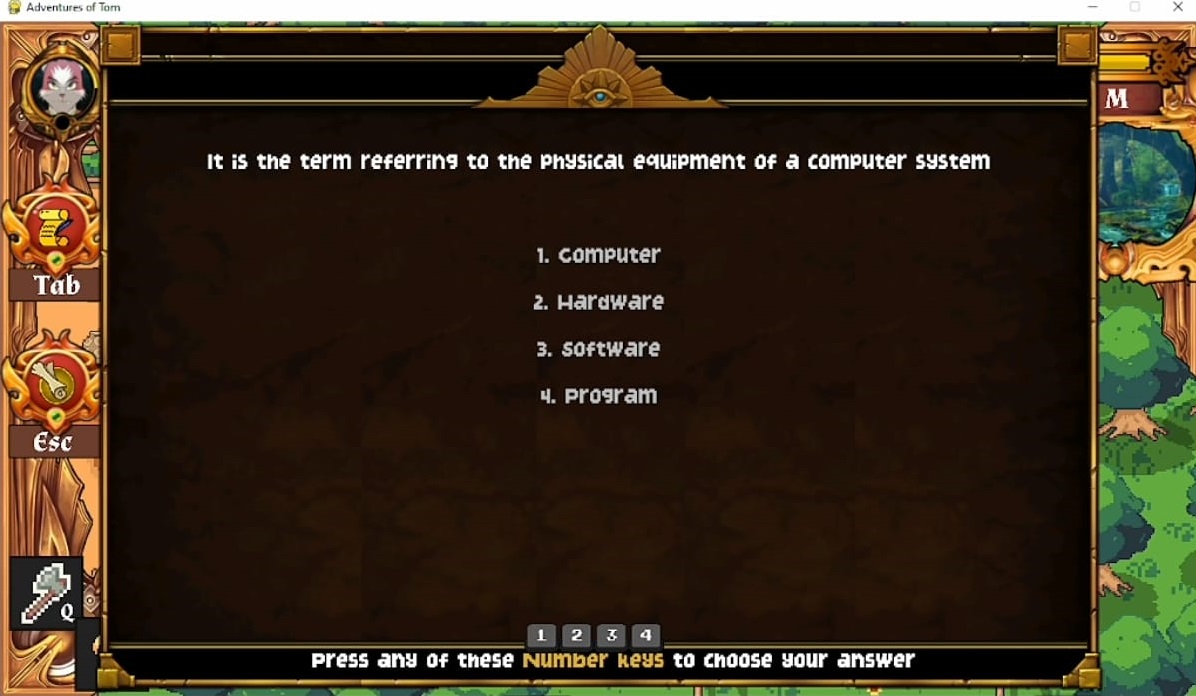 Adventures of Tom
M
It is the term referring to the physical equipment of a computer system
1. Computer
2. Hardware
3. Software
4. Program
Tab
Esc
Q
1 2 3 4
Press any of these Number keys to choose your answer